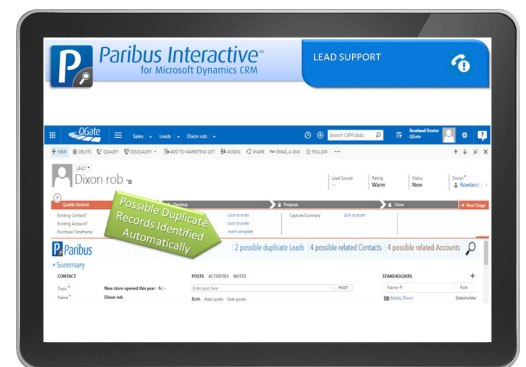 Paribus Interactive™
for Microsoft Dynamics CRM
LEAD SUPPORT
QGate Sales Leads Dixon rob Search CRM data Rowland Dexter
QGate
+ NEW DELETE QUALIFY DISQUALIFY ADD TO MARKETING LIST ASSIGN SHARE EMAIL A LINK FOLLOW ...
LEAD
Dixon rob
Lead Source Rating Status Owner*
-- Warm New Rowland
Qualify (Active) Develop Propose Close Next Stage
Existing Contact? click to enter Capture Summary click to enter
Existing Account? click to enter
Purchase Timeframe mark complete
Possible Duplicate
Records Identified
Automatically
Paribus 2 possible duplicate Leads 4 possible related Contacts 4 possible related Accounts
Summary
CONTACT POSTS ACTIVITIES NOTES STAKEHOLDERS +
Topic* New store opened this year - Enter post here POST Name ↑ Role
Name* Dixon rob Both Auto posts User posts Bobby Dixon Stakeholder